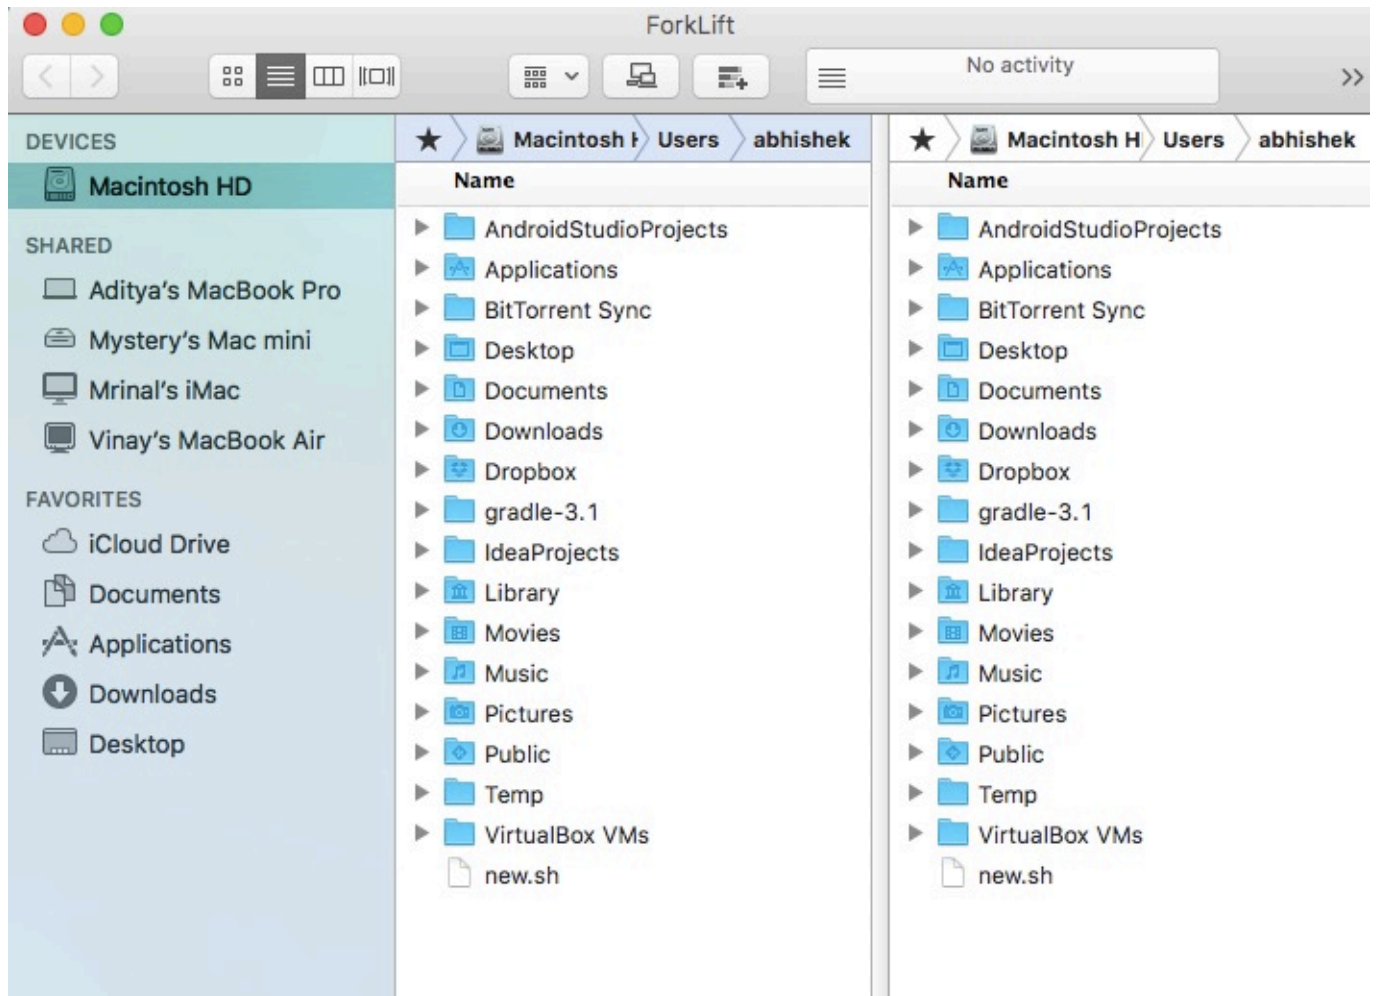 ForkLift
No activity
DEVICES
Macintosh HD
SHARED
Aditya's MacBook Pro
Mystery's Mac mini
Mrinal's iMac
Vinay's MacBook Air
FAVORITES
iCloud Drive
Documents
Applications
Downloads
Desktop
Macintosh H Users abhishek
Name
AndroidStudioProjects
Applications
BitTorrent Sync
Desktop
Documents
Downloads
Dropbox
gradle-3.1
IdeaProjects
Library
Movies
Music
Pictures
Public
Temp
VirtualBox VMs
new.sh
Macintosh H Users abhishek
Name
AndroidStudioProjects
Applications
BitTorrent Sync
Desktop
Documents
Downloads
Dropbox
gradle-3.1
IdeaProjects
Library
Movies
Music
Pictures
Public
Temp
VirtualBox VMs
new.sh